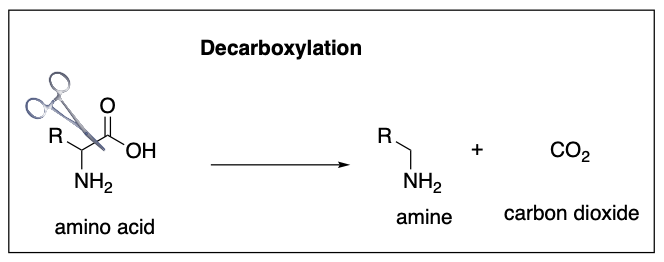 Decarboxylation
O
R
OH
NH₂
amino acid
R
NH₂
amine
+
CO₂
carbon dioxide